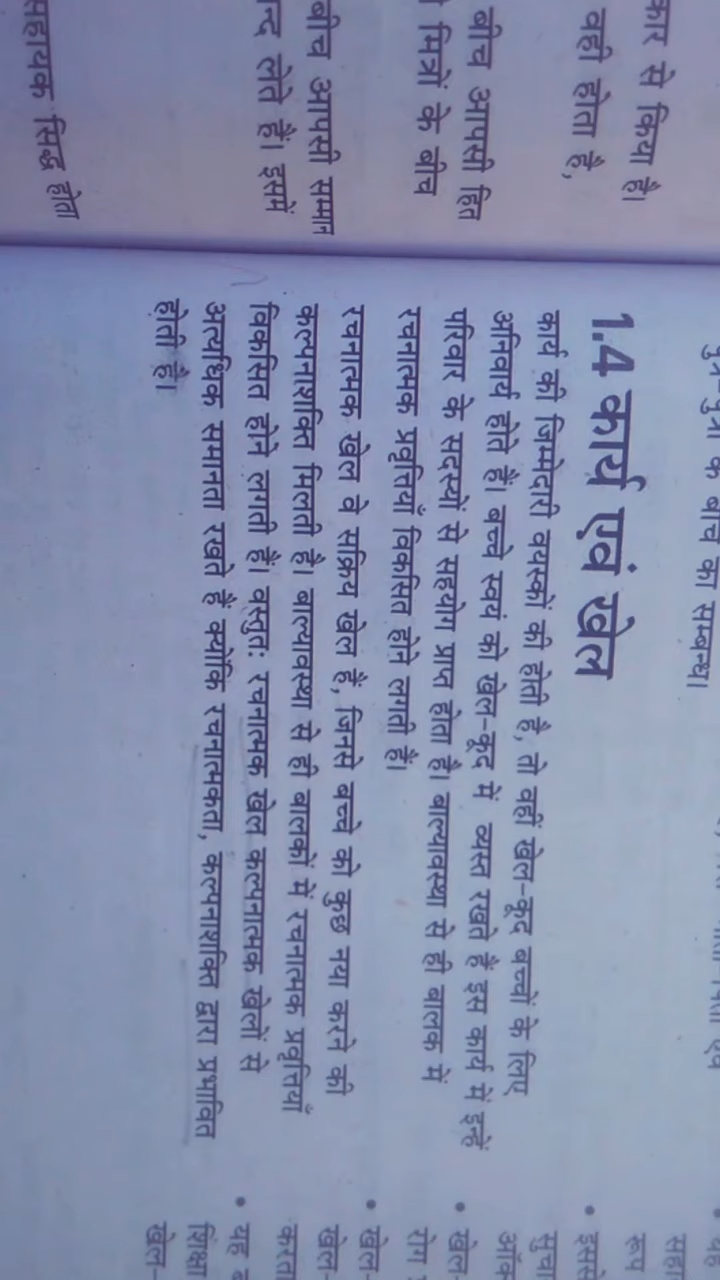 कार से किया है।
वही होता है,
बीच आपसी हित
मित्रों के बीच
बीच आपसी समान
न्द लेते हैं। इसमें
सहायक सिद्ध होता
पुत्र-पुत्री के बीच का सम्बन्ध।
1.4 कार्य एवं खेल
कार्य की जिम्मेदारी वयस्कों की होती है, तो वहीं खेल-कूद बच्चों के लिए
अनिवार्य होते हैं। बच्चे स्वयं को खेल-कूद में व्यस्त रखते हैं इस कार्य में इन्हें
परिवार के सदस्यों से सहयोग प्राप्त होता है। बाल्यावस्था से ही बालक में
रचनात्मक प्रवृत्तियाँ विकसित होने लगती हैं।
रचनात्मक खेल वे सक्रिय खेल हैं, जिनसे बच्चे को कुछ नया करने की
कल्पनाशक्ति मिलती है। बाल्यावस्था से ही बालकों में रचनात्मक प्रवृत्तियाँ
विकसित होने लगती हैं। वस्तुतः रचनात्मक खेल कल्पनात्मक खेलों से
अत्यधिक समानता रखते हैं क्योंकि रचनात्मकता, कल्पनाशक्ति द्वारा प्रभावित
होती है।
सहा
रूप
• इससे
सुचा
• खेल-
रोग
• खेल-
खेल-
करता
• यह
शिक्षा
खेल-